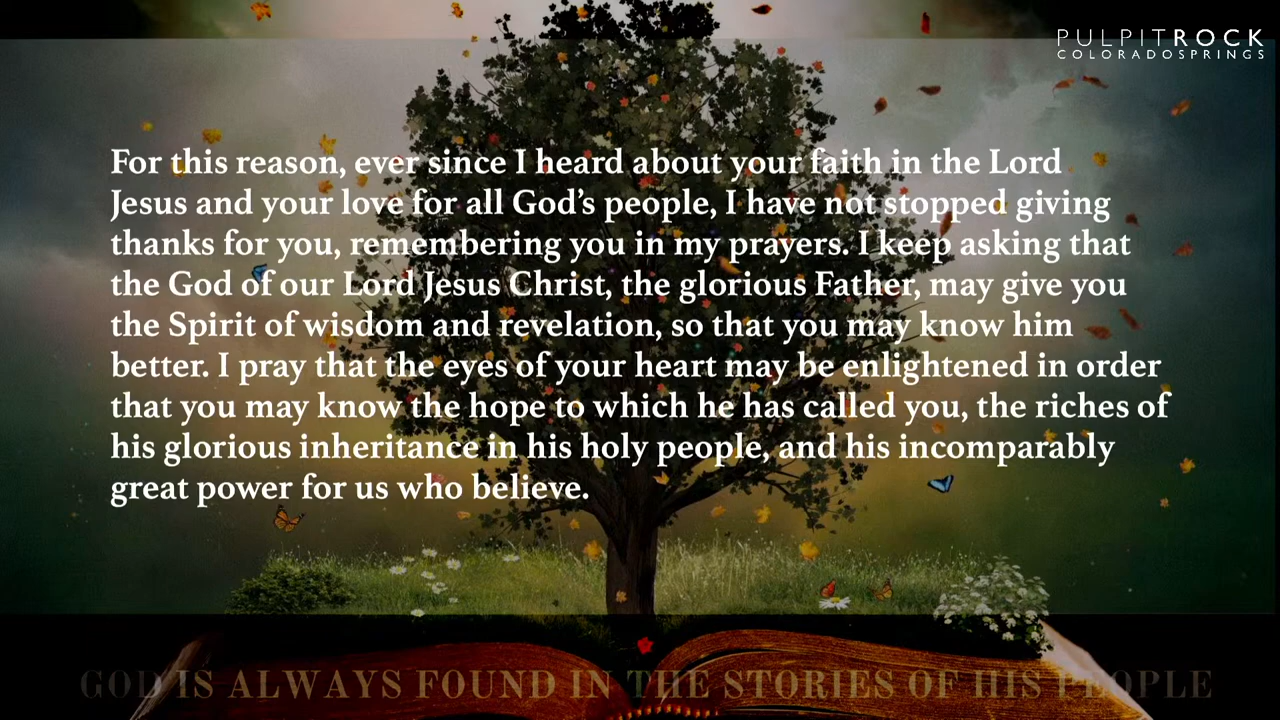 PULPITROCK
COLORADOSPRINGS
For this reason, ever since I heard about your faith in the Lord
Jesus and your love for all God’s people, I have not stopped giving
thanks for you, remembering you in my prayers. I keep asking that
the God of our Lord Jesus Christ, the glorious Father, may give you
the Spirit of wisdom and revelation, so that you may know him
better. I pray that the eyes of your heart may be enlightened in order
that you may know the hope to which he has called you, the riches of
his glorious inheritance in his holy people, and his incomparably
great power for us who believe.
GOD IS ALWAYS FOUND IN THE STORIES OF HIS PEOPLE